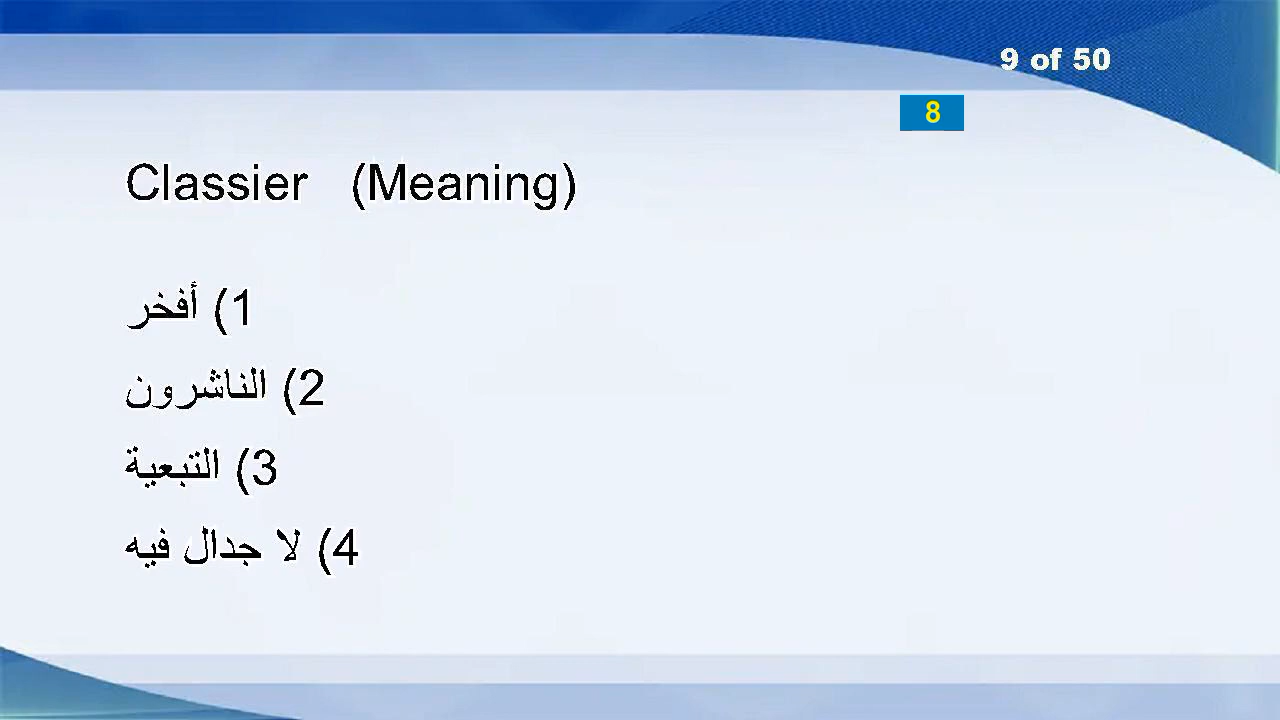 9 of 50
8
Classier (Meaning)
1) أفخر
2) الناشرون
3) التبعية
4) لا جدال فيه